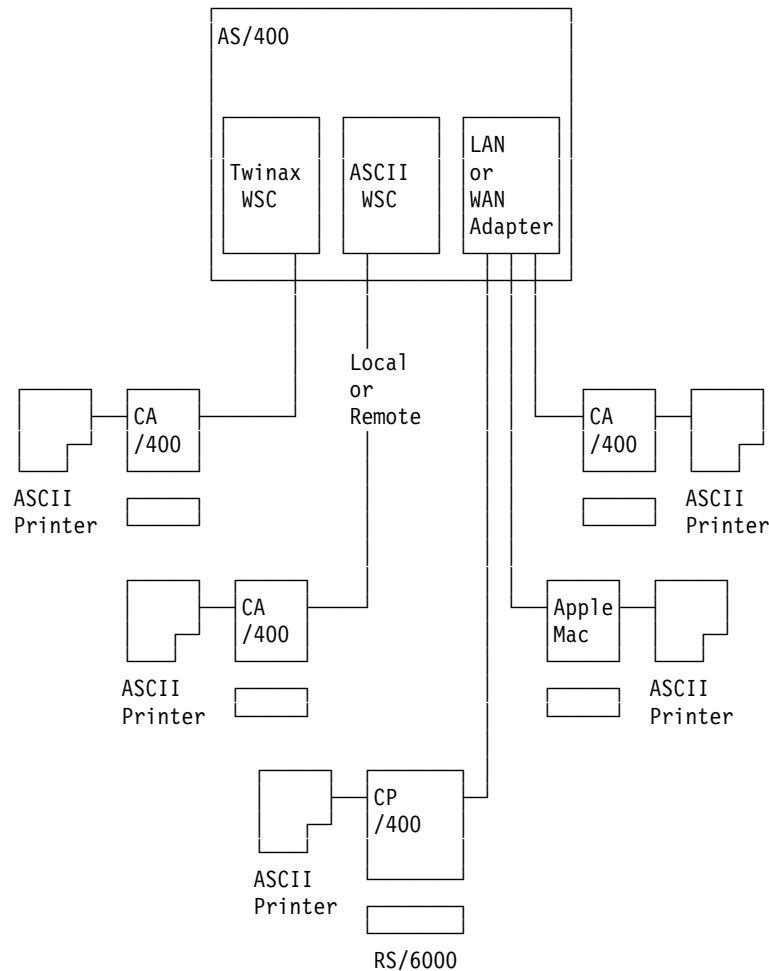 AS/400
Twinax
WSC
ASCII
WSC
LAN
or
WAN
Adapter
Local
or
Remote
CA
/400
ASCII
Printer
CA
/400
ASCII
Printer
CA
/400
ASCII
Printer
Apple
Mac
ASCII
Printer
CP
/400
ASCII
Printer
RS/6000